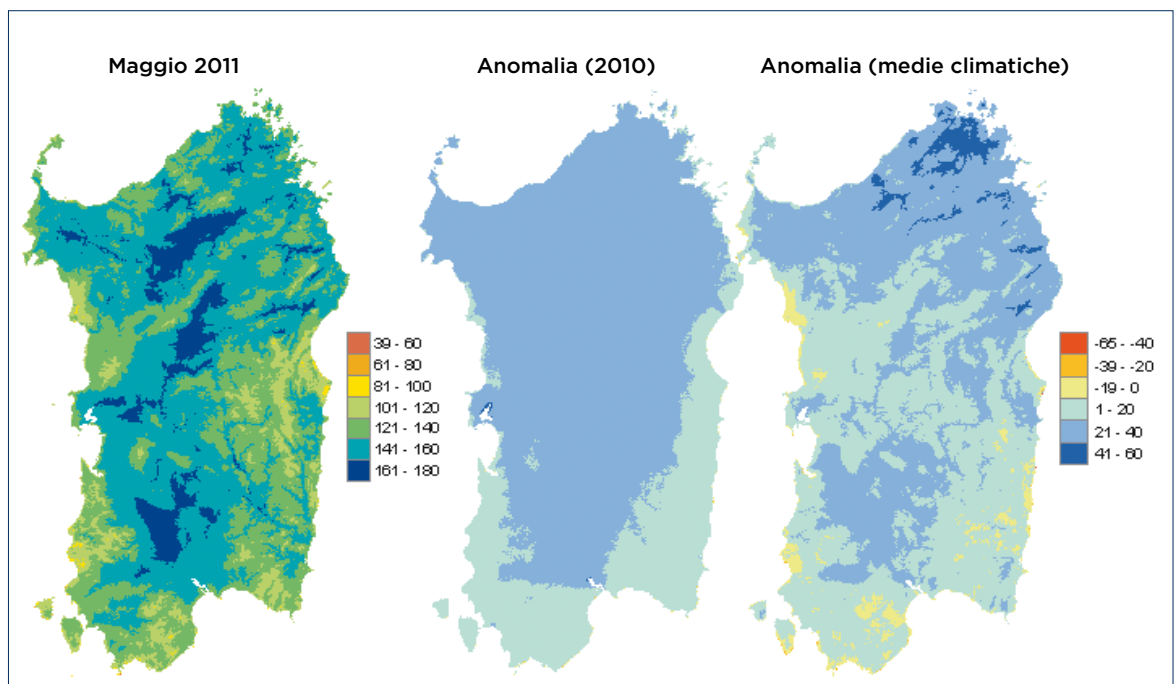 Maggio 2011
Anomalia (2010)
Anomalia (medie climatiche)
39 - 60
61 - 80
81 - 100
101 - 120
121 - 140
141 - 160
161 - 180
-65 - -40
-39 - -20
-19 - 0
1 - 20
21 - 40
41 - 60